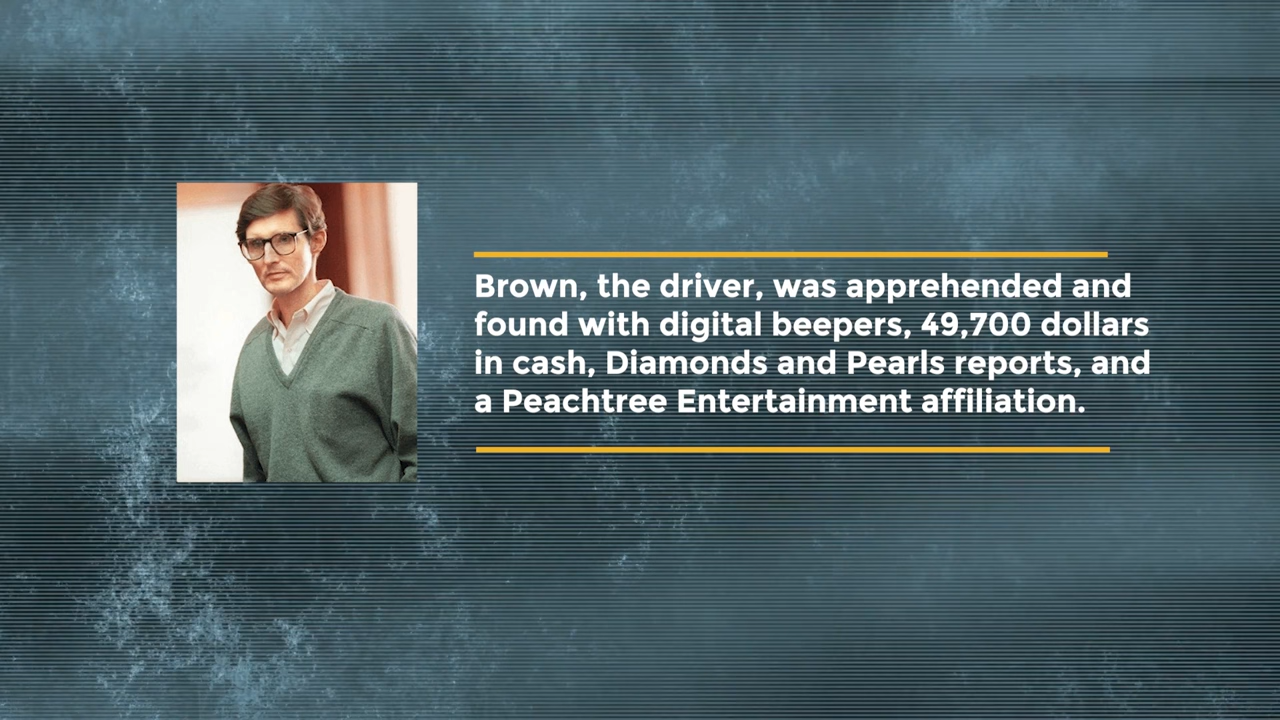 Brown, the driver, was apprehended and
found with digital beepers, 49,700 dollars
in cash, Diamonds and Pearls reports, and
a Peachtree Entertainment affiliation.